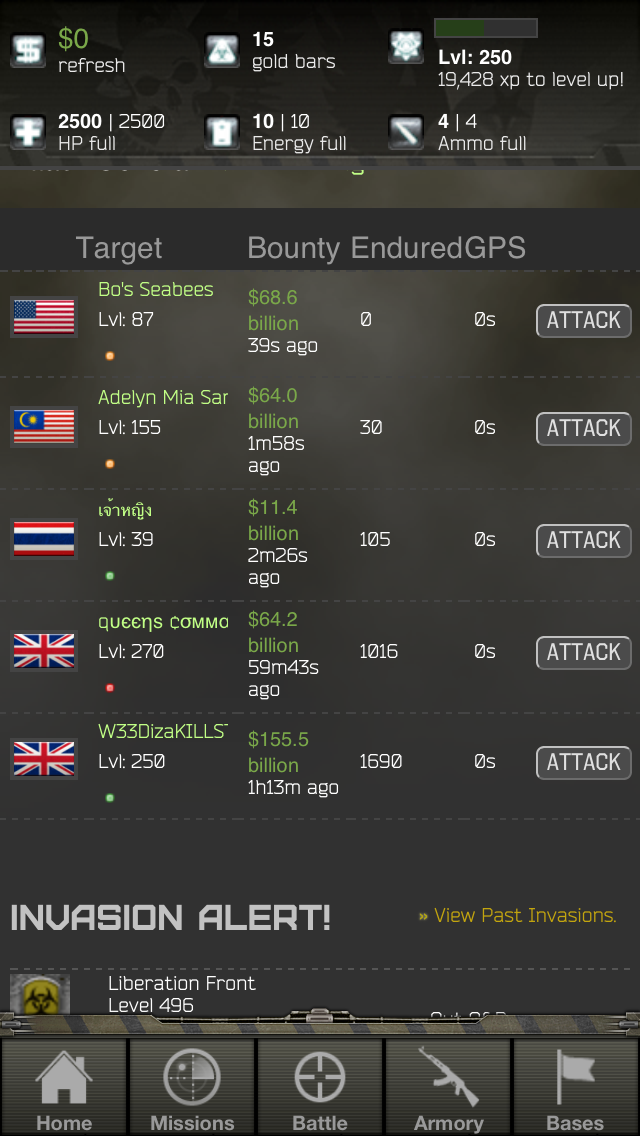 $0
refresh
15
gold bars
Lvl: 250
19,428 xp to level up!
2500 | 2500
HP full
10 | 10
Energy full
4 | 4
Ammo full
Target Bounty Endured GPS
Bo's Seabees
Lvl: 87
$68.6
billion
39s ago
0
0s
ATTACK
Adelyn Mia Sar
Lvl: 155
$64.0
billion
1m58s
ago
30
0s
ATTACK
เจ้าหญิง
Lvl: 39
$11.4
billion
2m26s
ago
105
0s
ATTACK
Lvl: 270
$64.2
billion
59m43s
ago
1016
0s
ATTACK
W33DizaKILLST
Lvl: 250
$155.5
billion
1h13m ago
1690
0s
ATTACK
INVASION ALERT!
» View Past Invasions.
Liberation Front
Level 496
Home
Missions
Battle
Armory
Bases